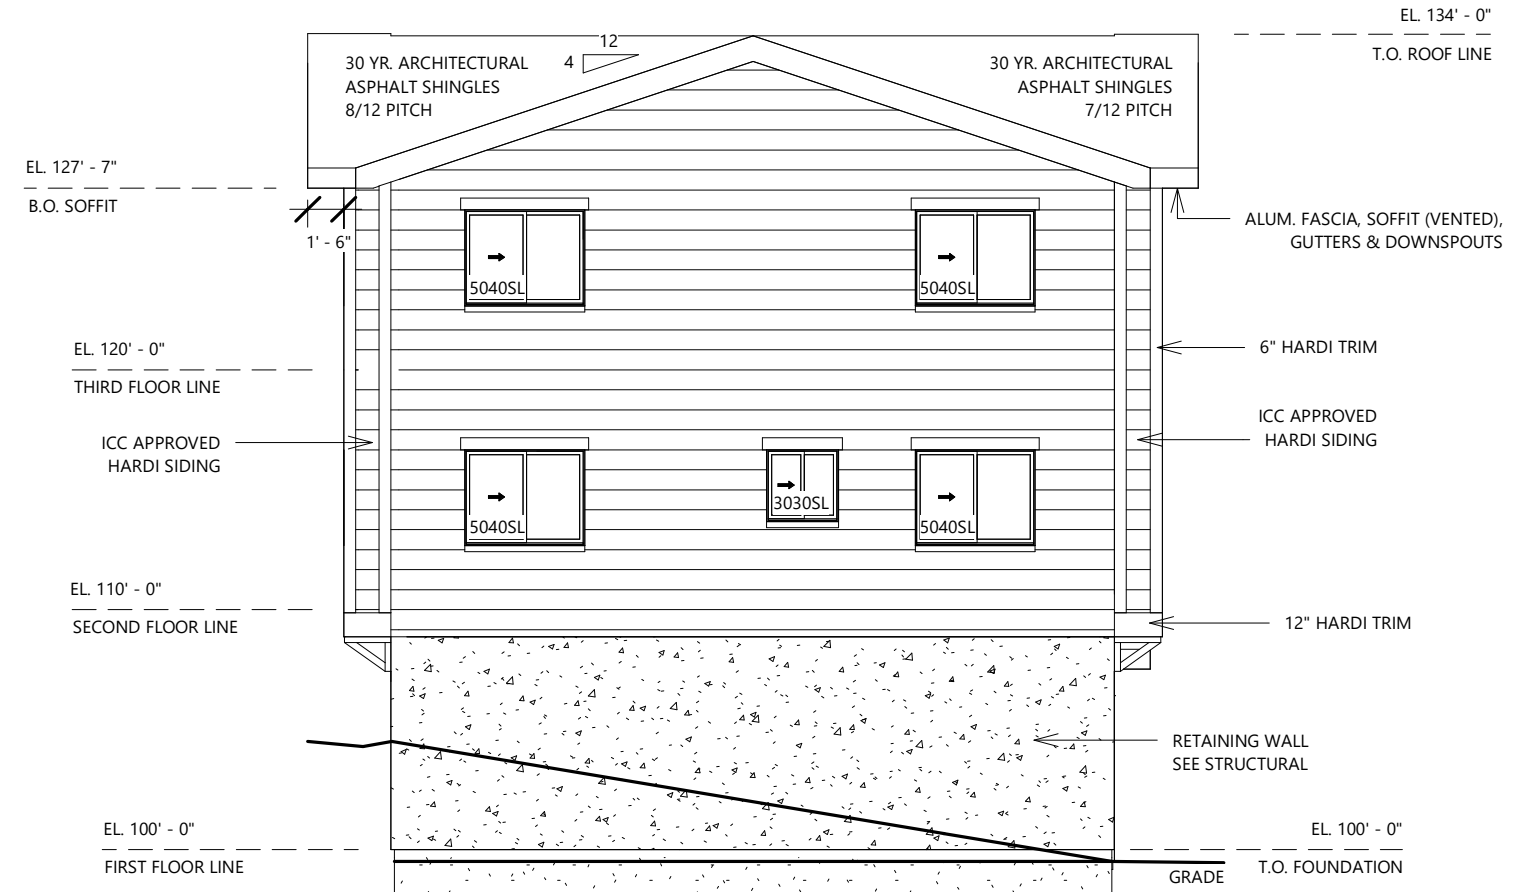 EL. 134' - 0"
T.O. ROOF LINE
12
4
30 YR. ARCHITECTURAL
ASPHALT SHINGLES
8/12 PITCH
30 YR. ARCHITECTURAL
ASPHALT SHINGLES
7/12 PITCH
EL. 127' - 7"
B.O. SOFFIT
1' - 6"
ALUM. FASCIA, SOFFIT (VENTED),
GUTTERS & DOWNSPOUTS
5040SL
5040SL
EL. 120' - 0"
THIRD FLOOR LINE
6" HARDI TRIM
ICC APPROVED
HARDI SIDING
ICC APPROVED
HARDI SIDING
5040SL
3030SL
5040SL
EL. 110' - 0"
SECOND FLOOR LINE
12" HARDI TRIM
RETAINING WALL
SEE STRUCTURAL
EL. 100' - 0"
FIRST FLOOR LINE
EL. 100' - 0"
T.O. FOUNDATION
GRADE